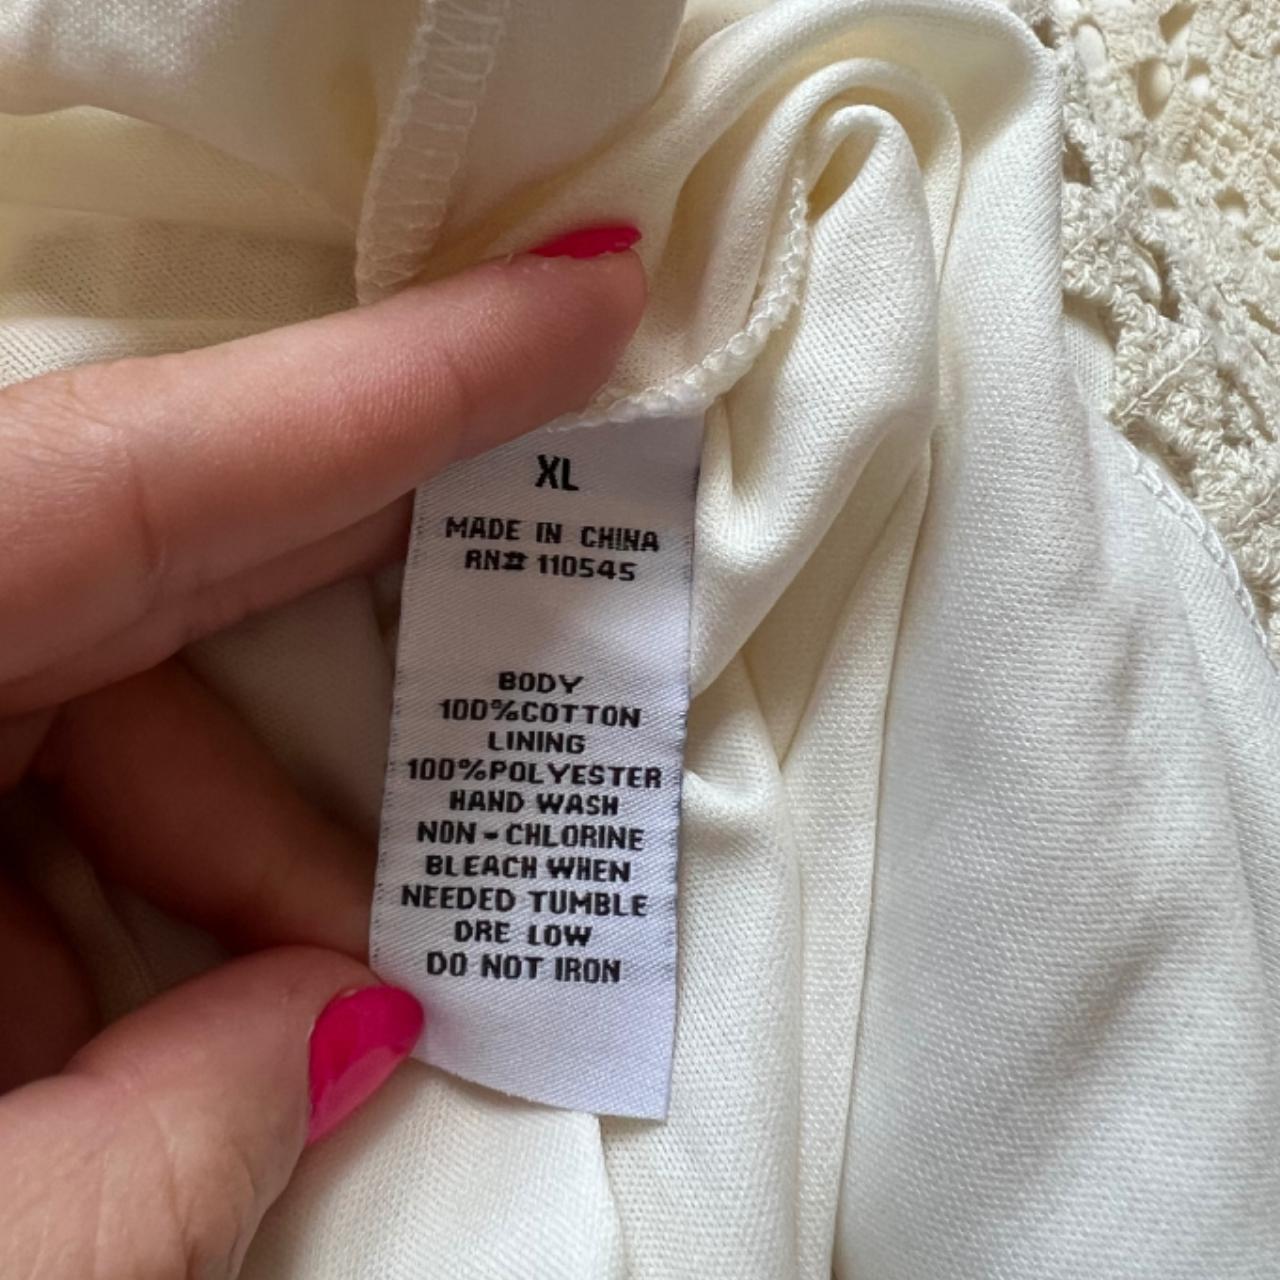 XL
MADE IN CHINA
RN# 110545
BODY
100%COTTON
LINING
100%POLYESTER
HAND WASH
NON-CHLORINE
BLEACH WHEN
NEEDED TUMBLE
DRE LOW
DO NOT IRON